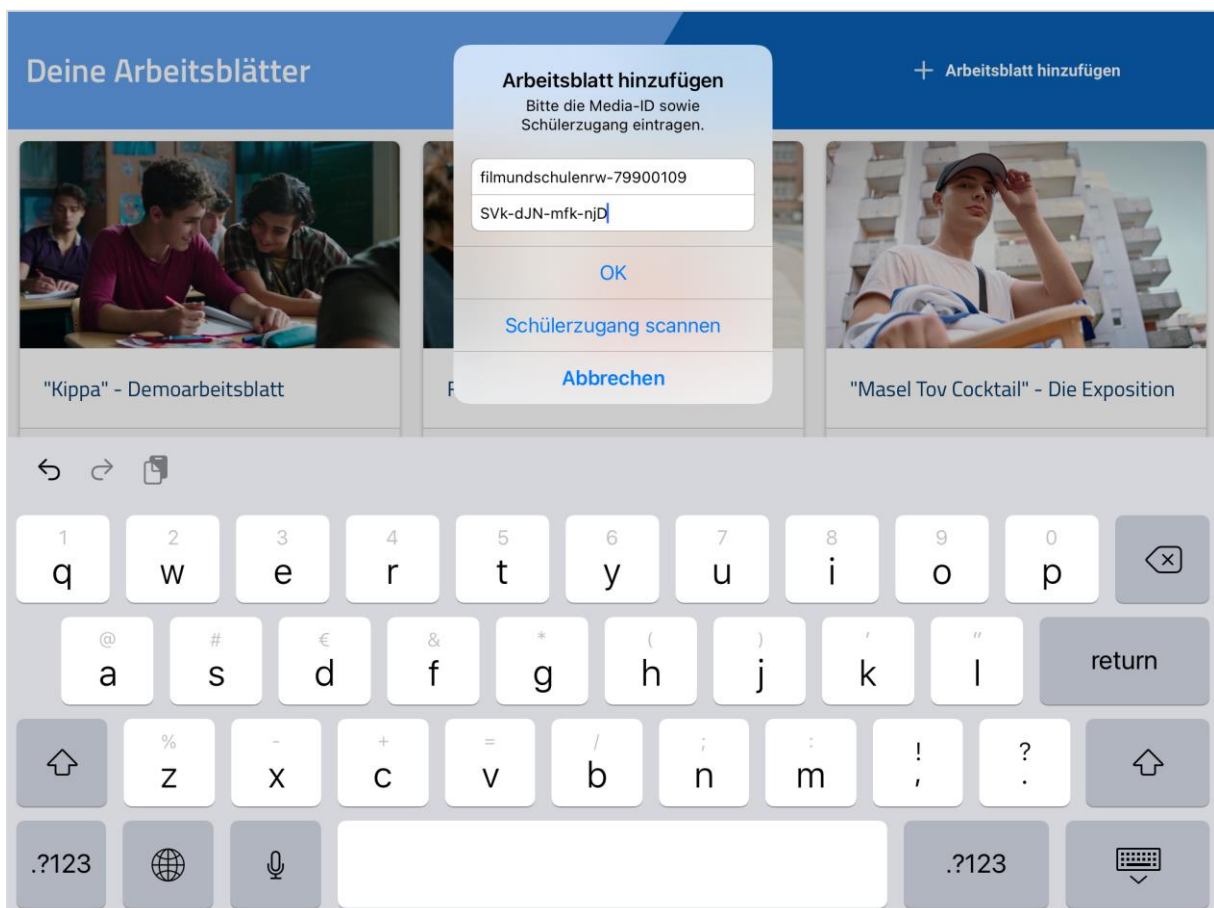 Deine Arbeitsblätter
+ Arbeitsblatt hinzufügen
Arbeitsblatt hinzufügen
Bitte die Media-ID sowie
Schülerzugang eintragen.
filmundschulenrw-79900109
SVk-dJN-mfk-njD
OK
Schülerzugang scannen
Abbrechen
"Kippa" - Demoarbeitsblatt
"Masel Tov Cocktail" - Die Exposition
1 2 3 4 5 6 7 8 9 0
q w e r t y u i o p
@ # € & * ( ) ' "
a s d f g h j k l return
% - + = / ; : ! ?
z x c v b n m , .
.?123 .?123